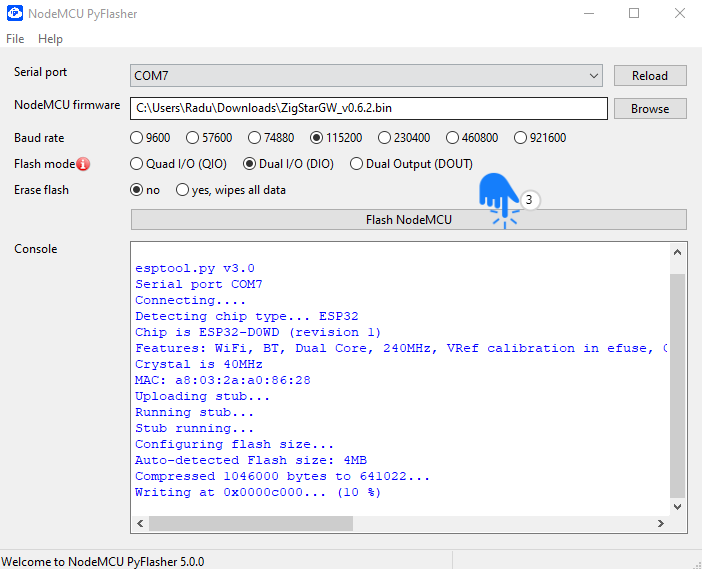 NodeMCU PyFlasher
File Help
Serial port COM7 Reload
NodeMCU firmware C:\Users\Radu\Downloads\ZigStarGW_v0.6.2.bin Browse
Baud rate 9600 57600 74880 115200 230400 460800 921600
Flash mode Quad I/O (QIO) Dual I/O (DIO) Dual Output (DOUT)
Erase flash no yes, wipes all data
3
Flash NodeMCU
Console
esptool.py v3.0
Serial port COM7
Connecting....
Detecting chip type... ESP32
Chip is ESP32-D0WD (revision 1)
Features: WiFi, BT, Dual Core, 240MHz, VRef calibration in efuse,
Crystal is 40MHz
MAC: a8:03:2a:a0:86:28
Uploading stub...
Running stub...
Stub running...
Configuring flash size...
Auto-detected Flash size: 4MB
Compressed 1046000 bytes to 641022...
Writing at 0x0000c000... (10 %)
Welcome to NodeMCU PyFlasher 5.0.0